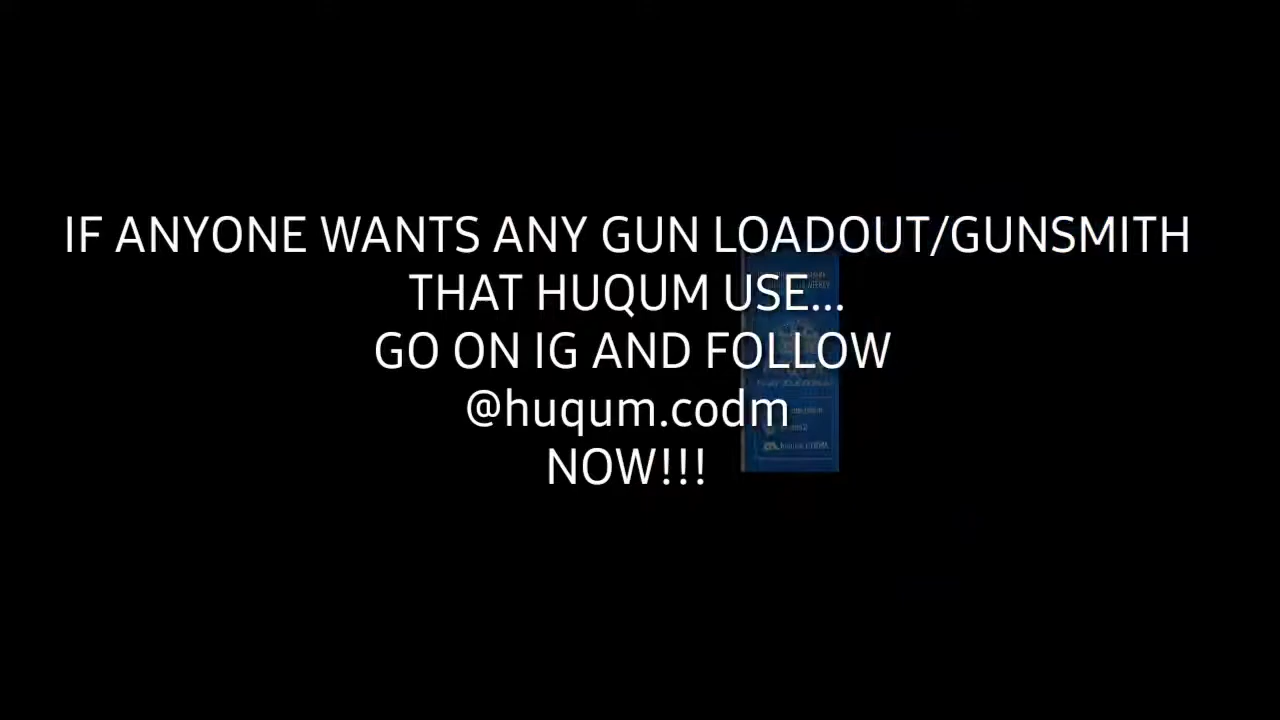 IF ANYONE WANTS ANY GUN LOADOUT/GUNSMITH
THAT HUQUM USE...
GO ON IG AND FOLLOW
@huqum.codm
NOW!!!